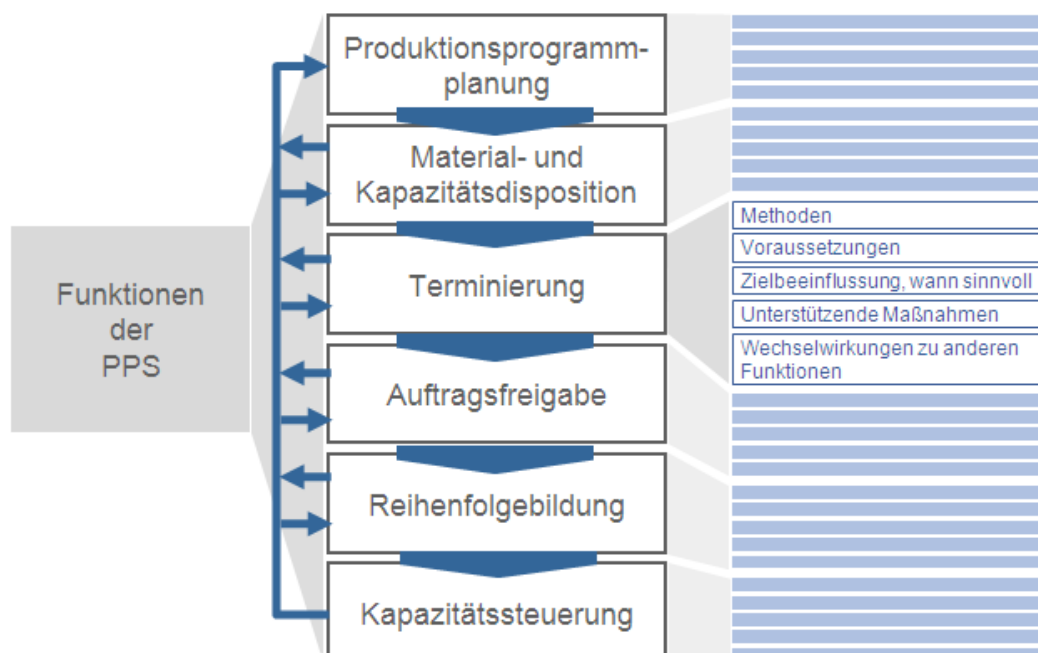 Funktionen
der
PPS
Produktionsprogramm-
planung
Material- und
Kapazitätsdisposition
Terminierung
Auftragsfreigabe
Reihenfolgebildung
Kapazitätssteuerung
Methoden
Voraussetzungen
Zielbeeinflussung, wann sinnvoll
Unterstützende Maßnahmen
Wechselwirkungen zu anderen
Funktionen